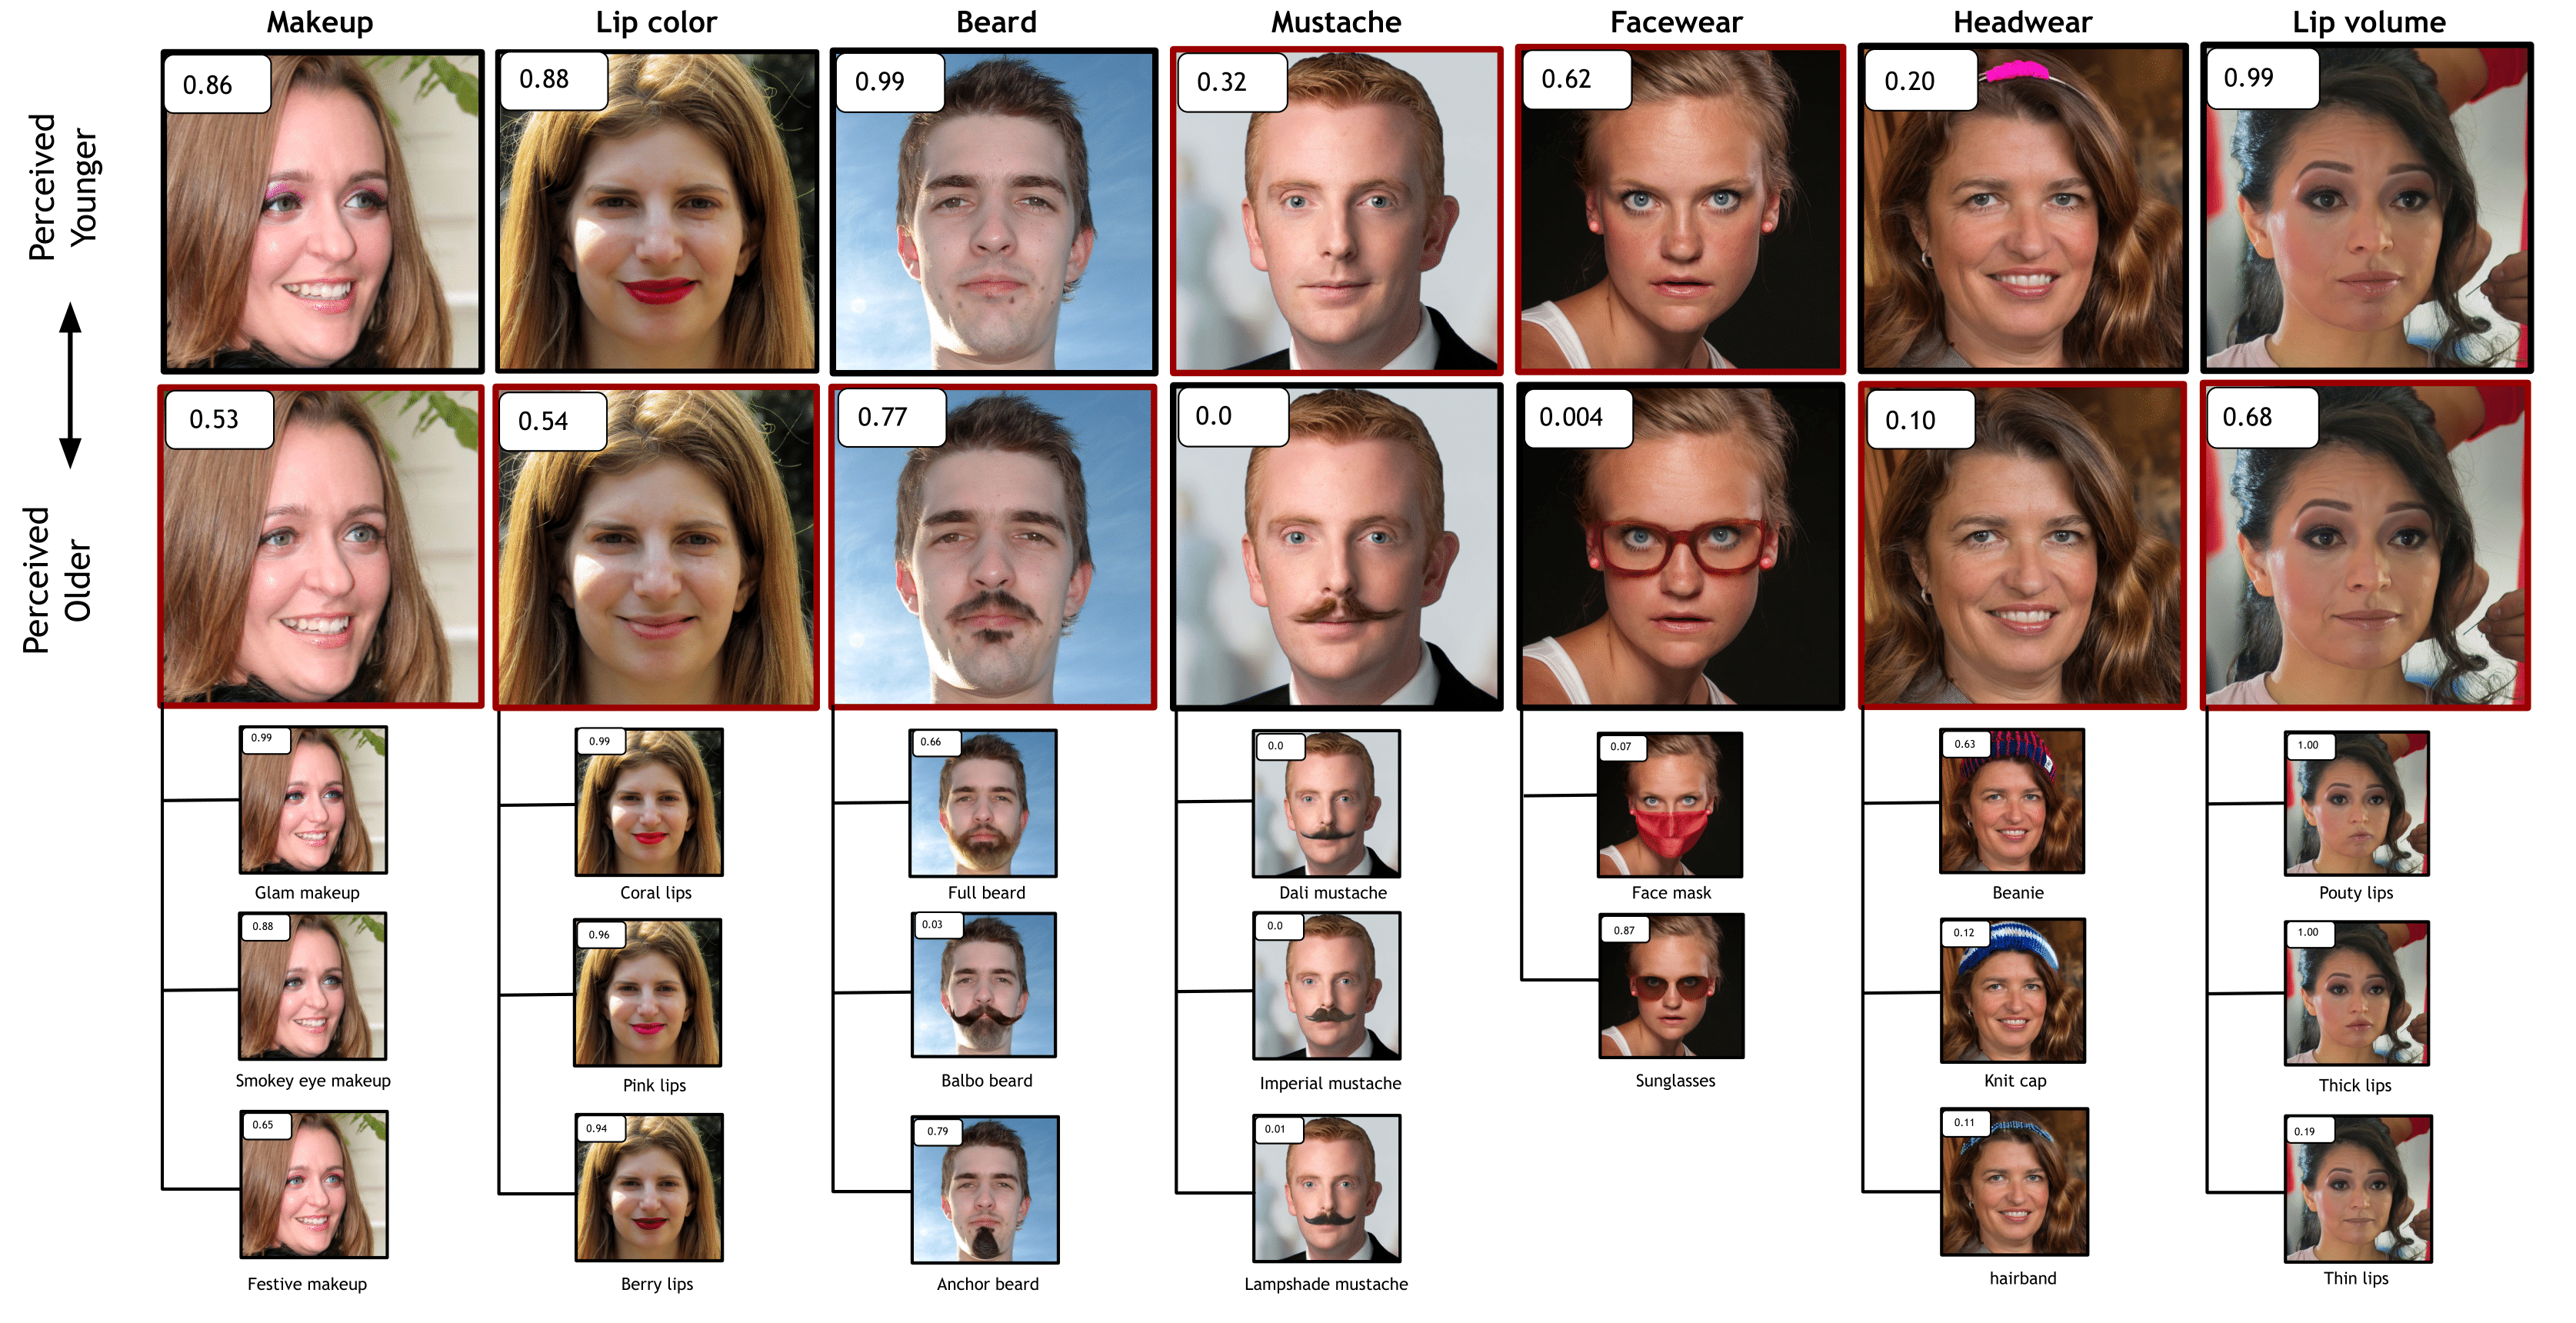 Makeup Lip color Beard Mustache Facewear Headwear Lip volume
Perceived
Younger
0.86 0.88 0.99 0.32 0.62 0.20 0.99
Perceived
Older
0.53 0.54 0.77 0.0 0.004 0.10 0.68
0.99 0.99 0.66 0.0 0.07 0.63 1.00
Glam makeup Coral lips Full beard Dali mustache Face mask Beanie Pouty lips
0.88 0.96 0.03 0.0 0.87 0.12 1.00
Smokey eye makeup Pink lips Balbo beard Imperial mustache Sunglasses Knit cap Thick lips
0.65 0.94 0.79 0.01 0.11 0.19
Festive makeup Berry lips Anchor beard Lampshade mustache hairband Thin lips